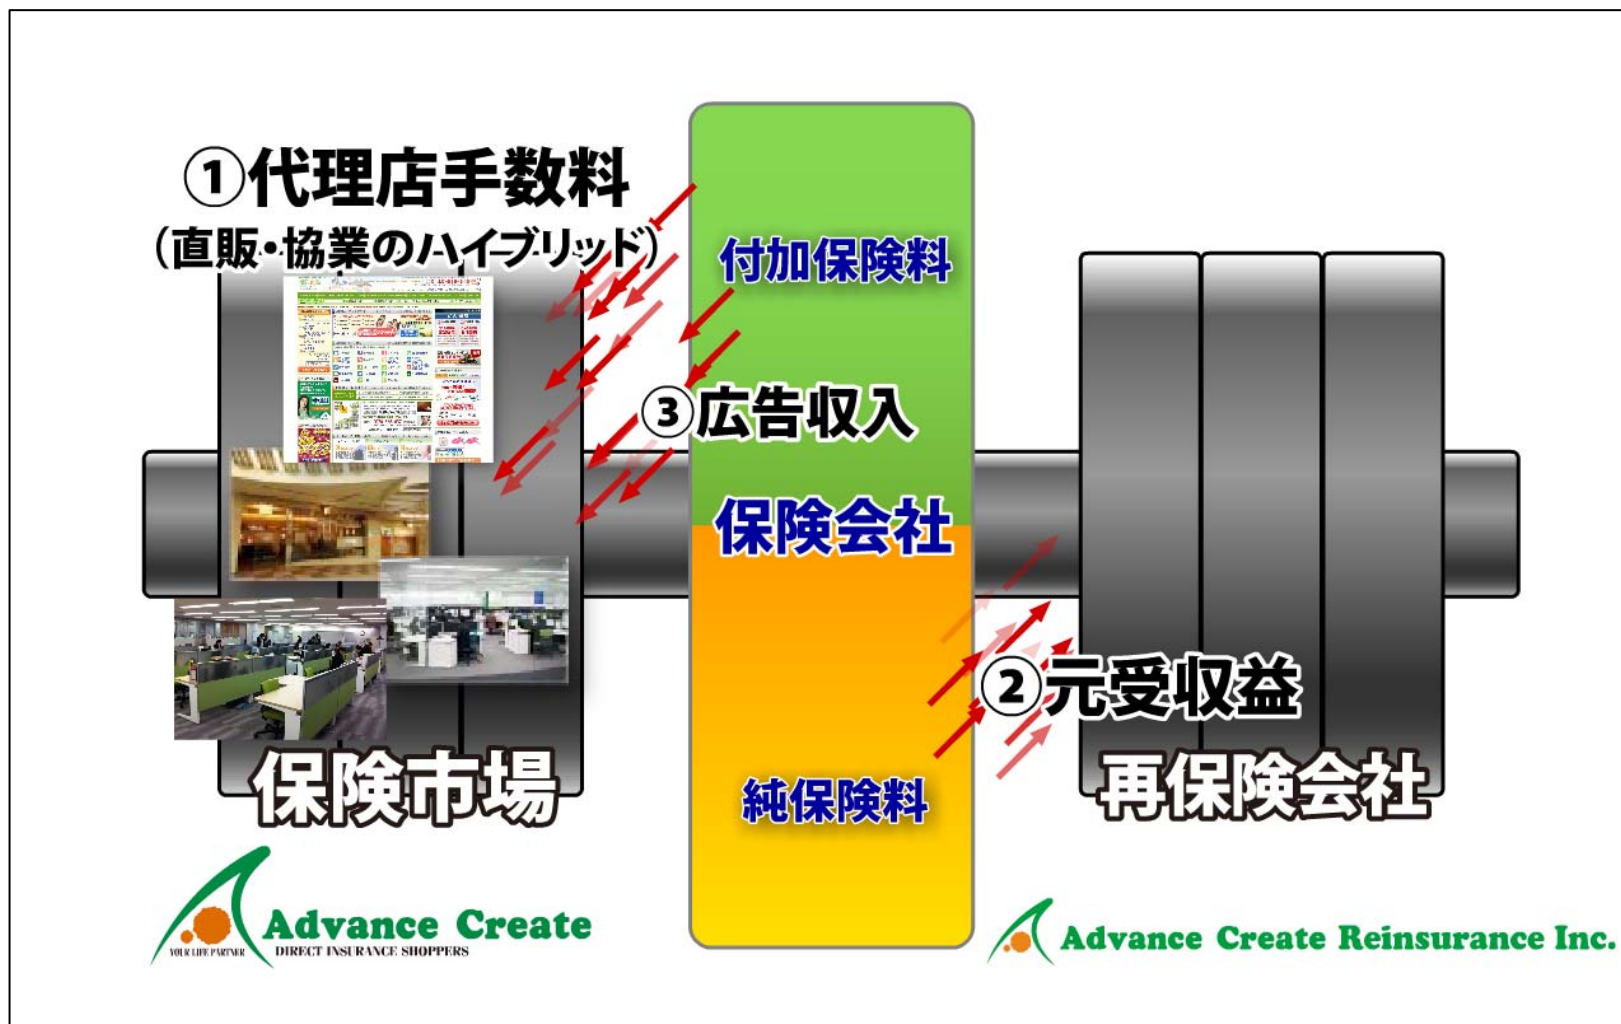 ①代理店手数料
（直販・協業のハイブリッド）
付加保険料
③広告収入
保険会社
②元受収益
純保険料
保険市場
再保険会社
Advance Create
YOUR LIFE PARTNER
DIRECT INSURANCE SHOPPERS
Advance Create Reinsurance Inc.